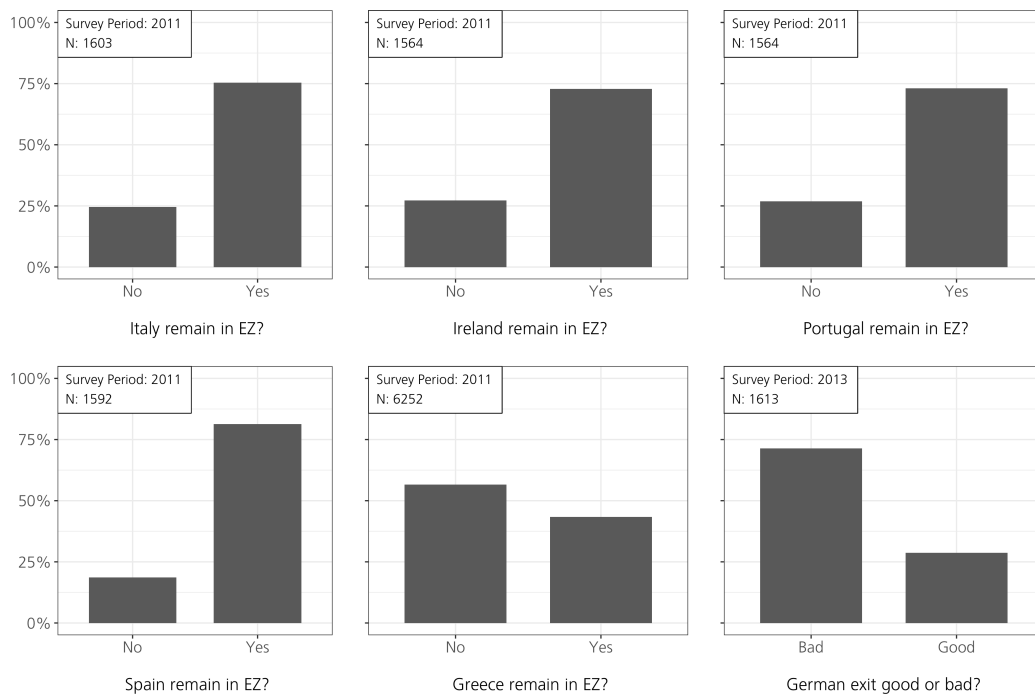 Survey Period: 2011
N: 1603
100%
75%
50%
25%
0%
No Yes
Italy remain in EZ?
Survey Period: 2011
N: 1564
No Yes
Ireland remain in EZ?
Survey Period: 2011
N: 1564
No Yes
Portugal remain in EZ?
Survey Period: 2011
N: 1592
100%
75%
50%
25%
0%
No Yes
Spain remain in EZ?
Survey Period: 2011
N: 6252
No Yes
Greece remain in EZ?
Survey Period: 2013
N: 1613
Bad Good
German exit good or bad?